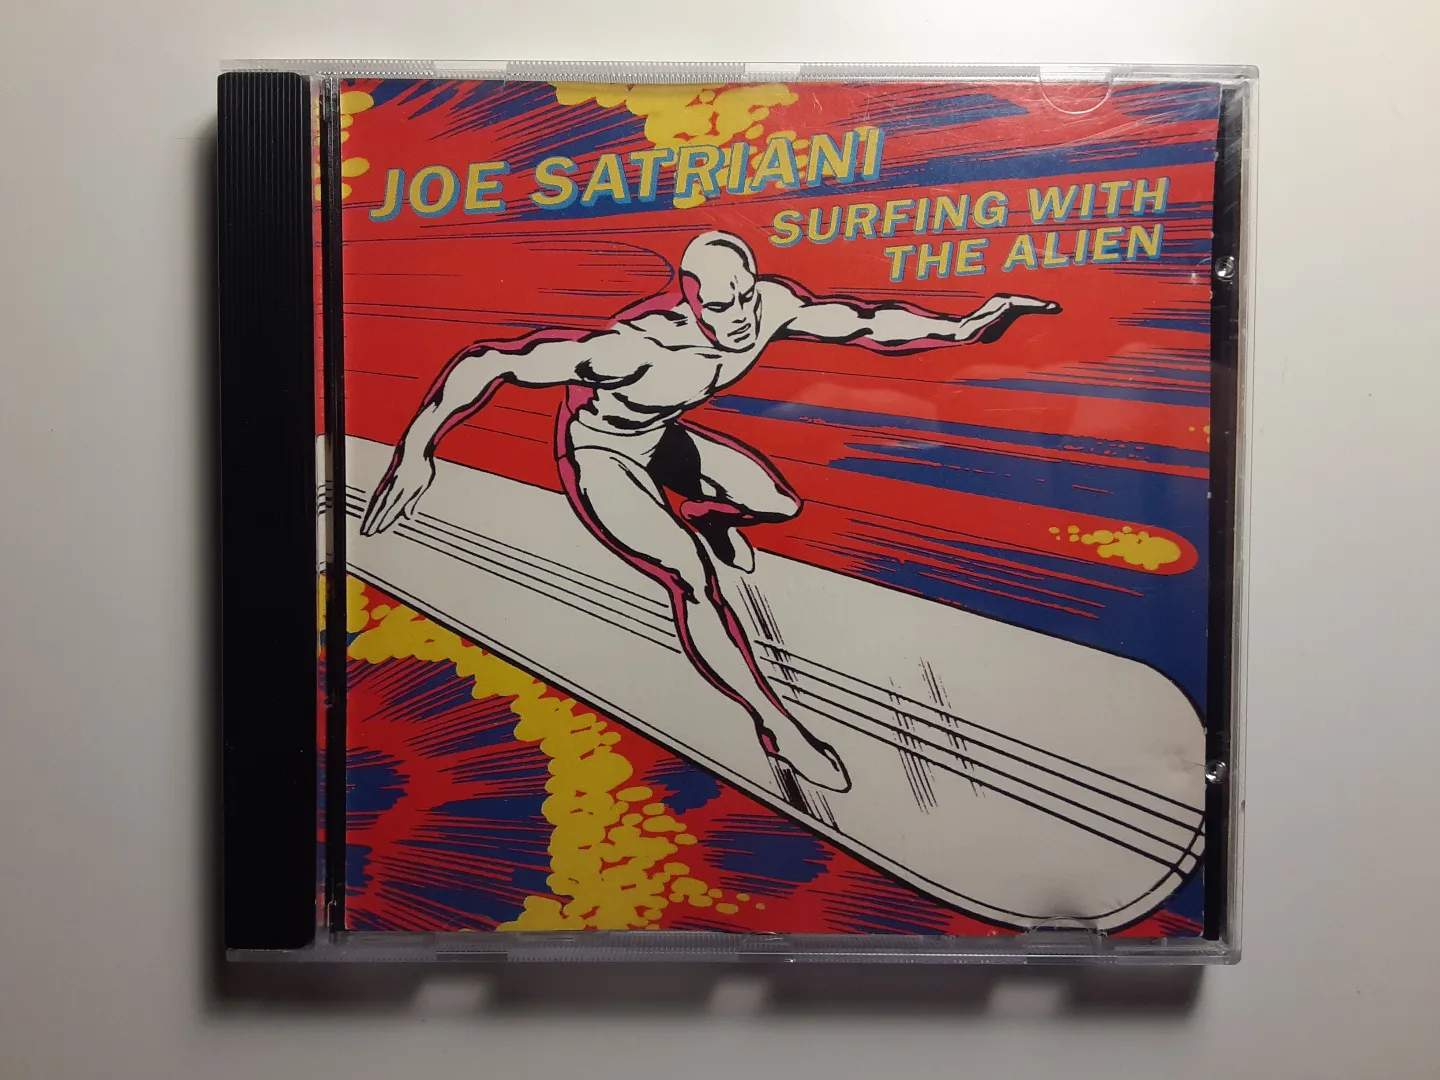 JOE SATRIANI
SURFING WITH
THE ALIEN